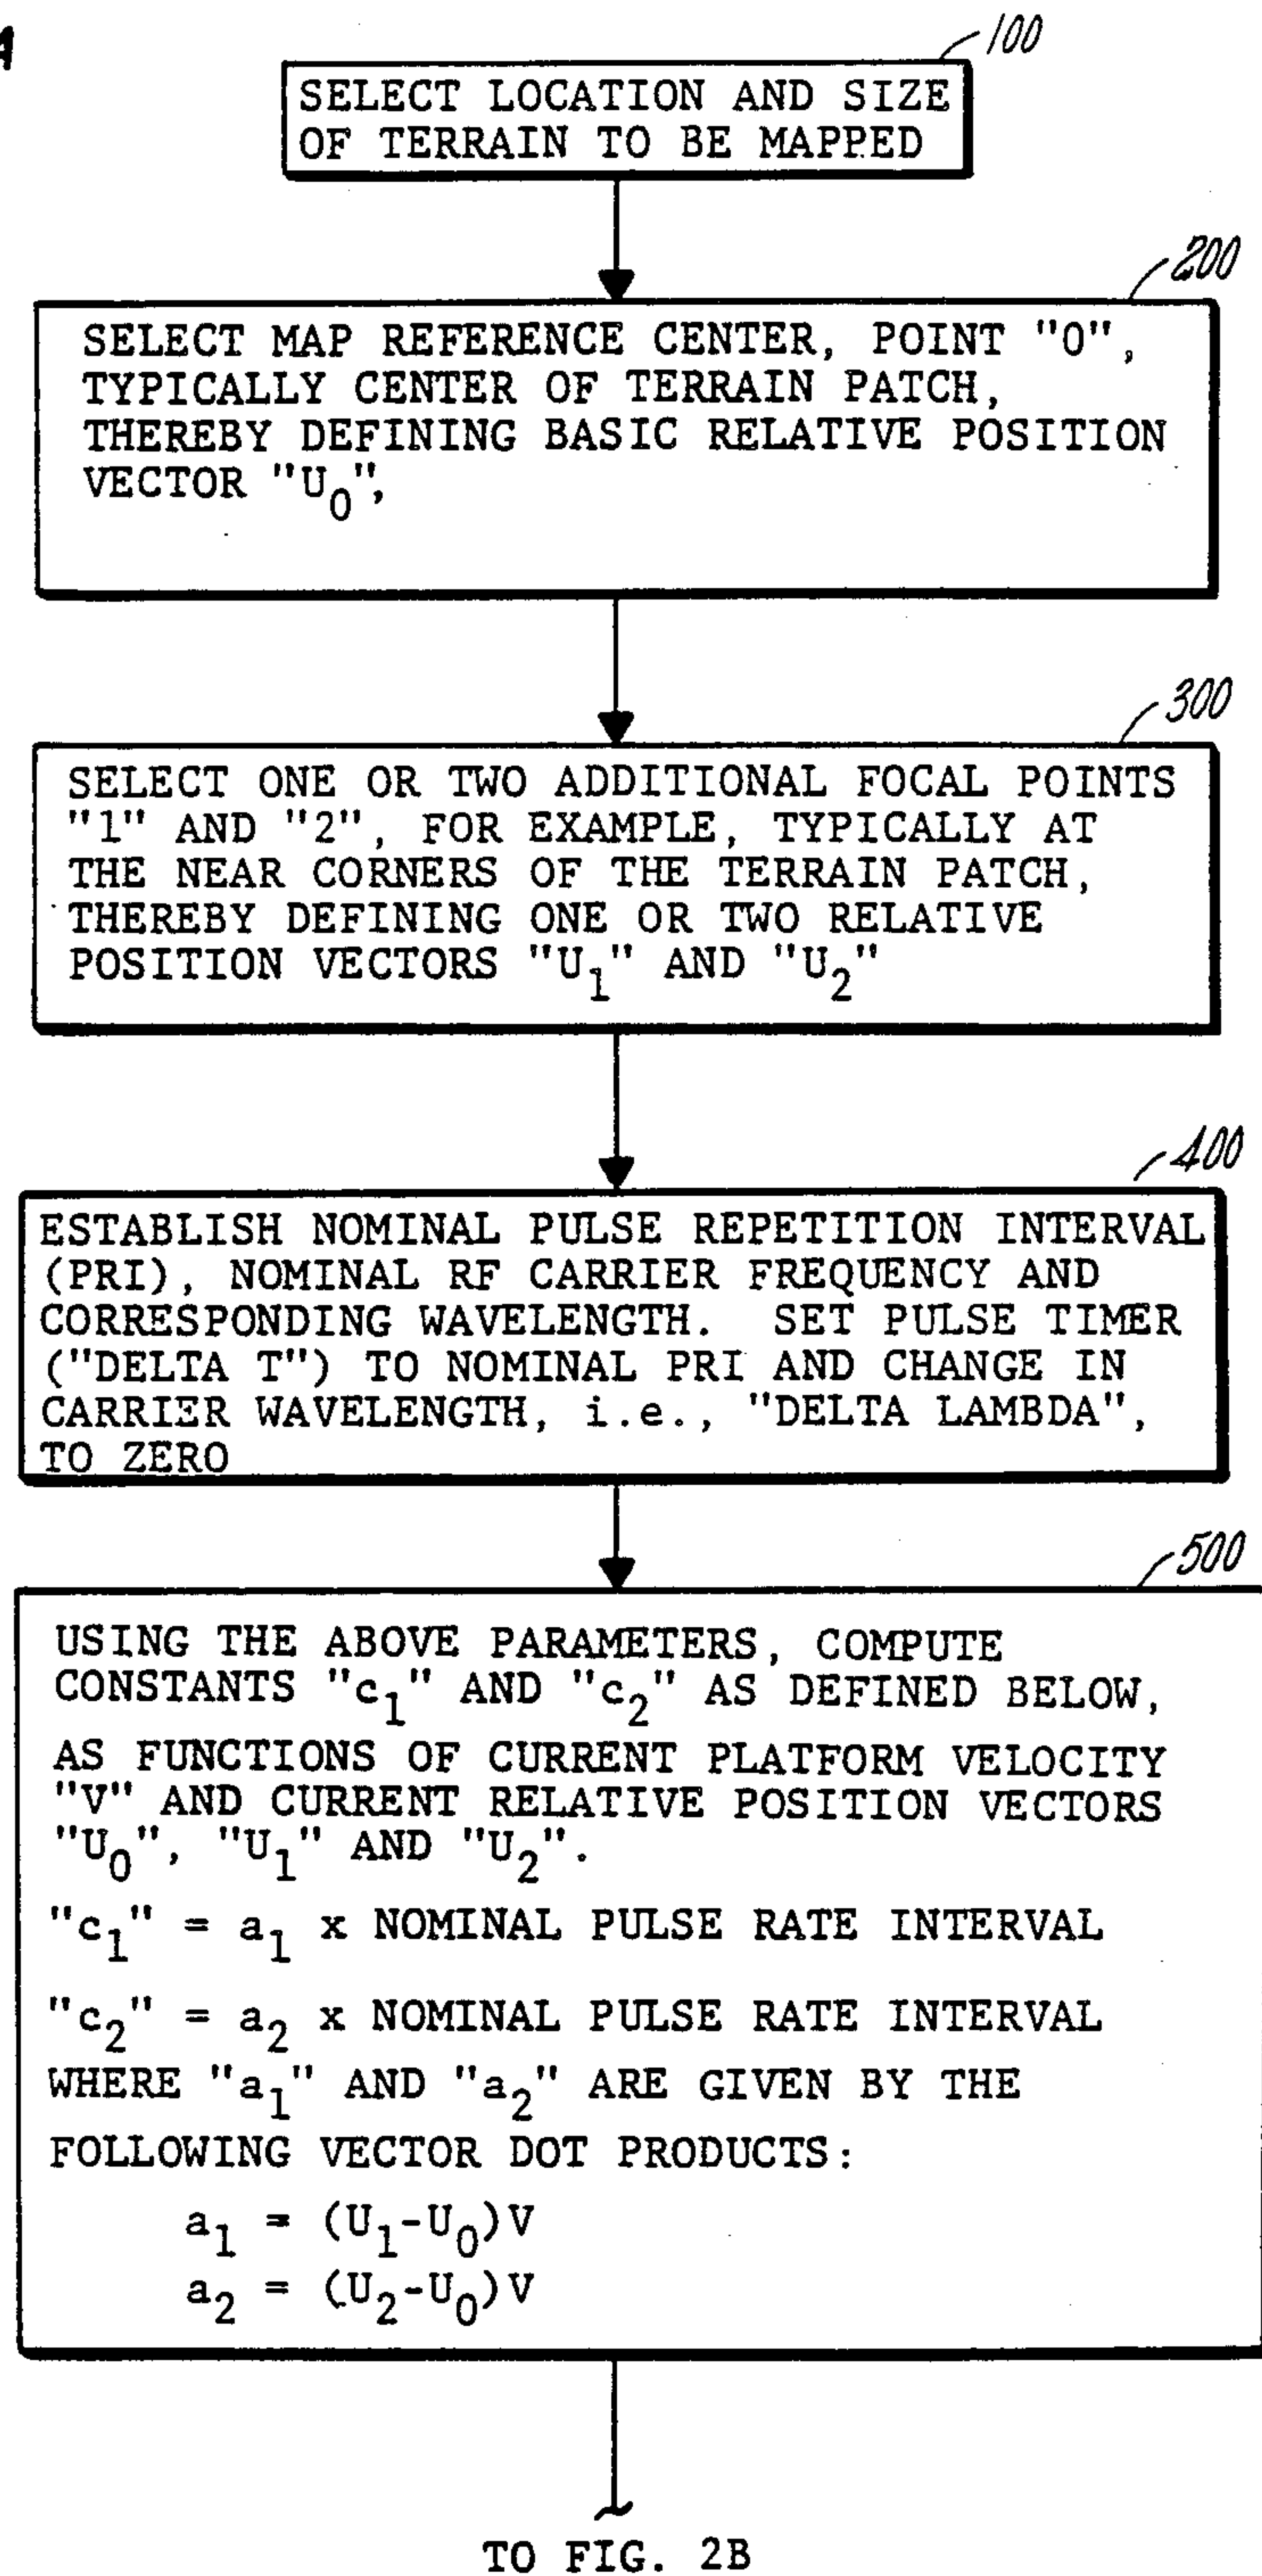 A
100
SELECT LOCATION AND SIZE
OF TERRAIN TO BE MAPPED
200
SELECT MAP REFERENCE CENTER, POINT "0",
TYPICALLY CENTER OF TERRAIN PATCH,
THEREBY DEFINING BASIC RELATIVE POSITION
VECTOR "U₀",
300
SELECT ONE OR TWO ADDITIONAL FOCAL POINTS
"1" AND "2", FOR EXAMPLE, TYPICALLY AT
THE NEAR CORNERS OF THE TERRAIN PATCH,
THEREBY DEFINING ONE OR TWO RELATIVE
POSITION VECTORS "U₁" AND "U₂"
400
ESTABLISH NOMINAL PULSE REPETITION INTERVAL
(PRI), NOMINAL RF CARRIER FREQUENCY AND
CORRESPONDING WAVELENGTH. SET PULSE TIMER
("DELTA T") TO NOMINAL PRI AND CHANGE IN
CARRIER WAVELENGTH, i.e., "DELTA LAMBDA",
TO ZERO
500
USING THE ABOVE PARAMETERS, COMPUTE
CONSTANTS "c₁" AND "c₂" AS DEFINED BELOW,
AS FUNCTIONS OF CURRENT PLATFORM VELOCITY
"V" AND CURRENT RELATIVE POSITION VECTORS
"U₀", "U₁" AND "U₂".
"c₁" = a₁ x NOMINAL PULSE RATE INTERVAL
"c₂" = a₂ x NOMINAL PULSE RATE INTERVAL
WHERE "a₁" AND "a₂" ARE GIVEN BY THE
FOLLOWING VECTOR DOT PRODUCTS:
a₁ = (U₁-U₀)V
a₂ = (U₂-U₀)V
TO FIG. 2B